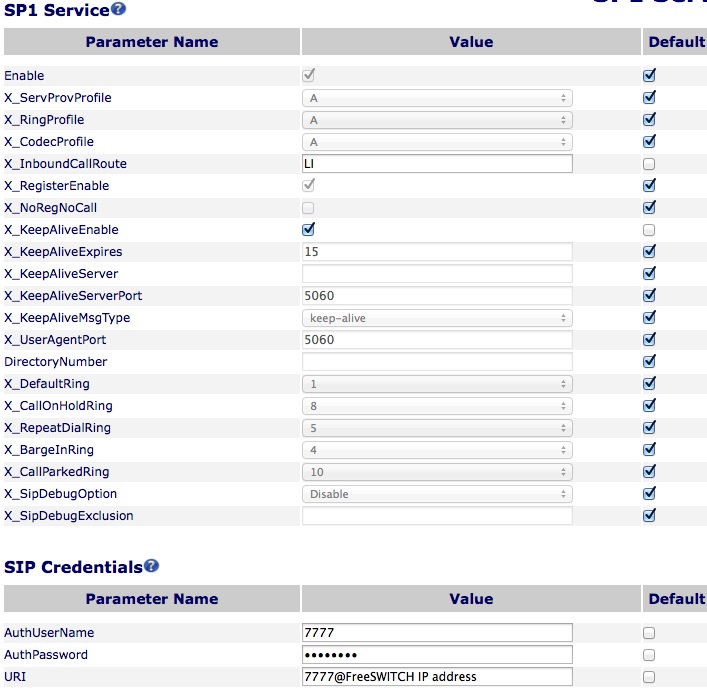 SP1 Service?
Parameter Name Value Default
Enable
X_ServProvProfile A
X_RingProfile A
X_CodecProfile A
X_InboundCallRoute LI
X_RegisterEnable
X_NoRegNoCall
X_KeepAliveEnable
X_KeepAliveExpires 15
X_KeepAliveServer
X_KeepAliveServerPort 5060
X_KeepAliveMsgType keep-alive
X_UserAgentPort 5060
DirectoryNumber
X_DefaultRing 1
X_CallOnHoldRing 8
X_RepeatDialRing 5
X_BargeInRing 4
X_CallParkedRing 10
X_SipDebugOption Disable
X_SipDebugExclusion
SIP Credentials?
Parameter Name Value Default
AuthUserName 7777
AuthPassword ••••••••
URI 7777@FreeSWITCH IP address